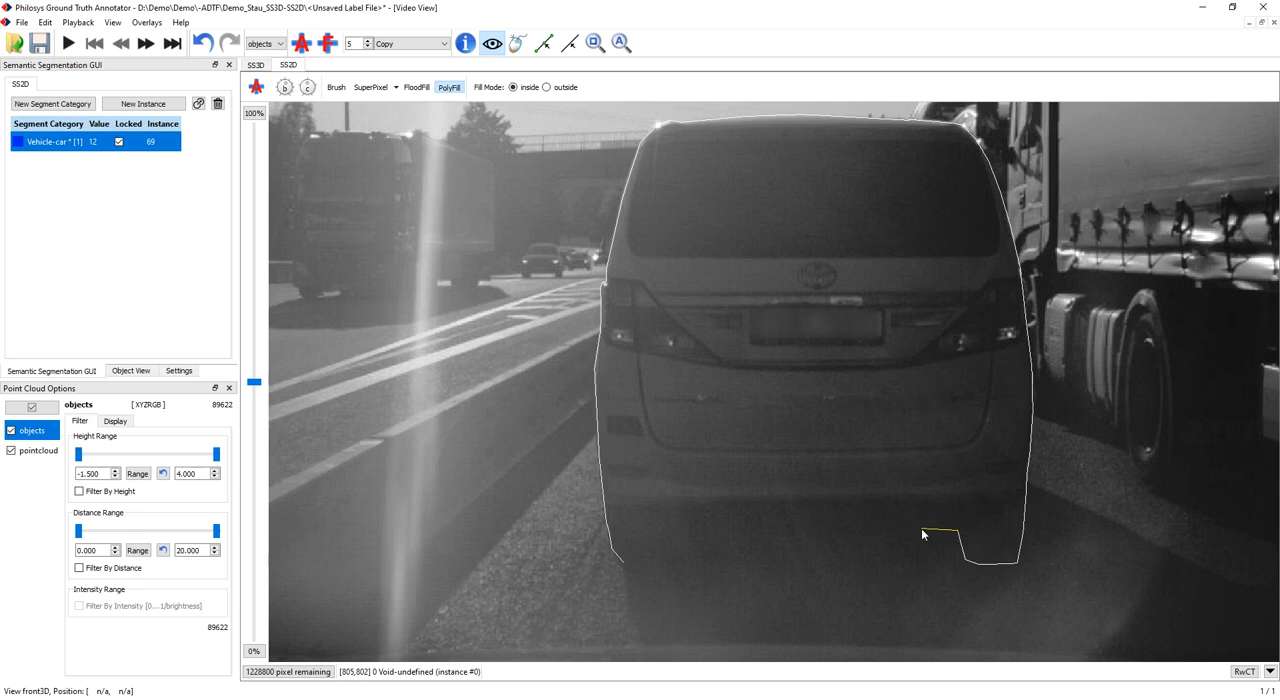 Philosys Ground Truth Annotator - D:\Demo\Demo\-ADTF\Demo_Stau_SS3D-SS2D\<Unsaved Label File>* - [Video View]
File Edit Playback View Overlays Help
objects 5 Copy
Semantic Segmentation GUI
SS3D SS2D
SS2D
b c Brush SuperPixel FloodFill PolyFill Fill Mode: inside outside
New Segment Category New Instance
100%
Segment Category Value Locked Instance
Vehicle-car * [1] 12 69
Semantic Segmentation GUI Object View Settings
Point Cloud Options
objects [ XYZRGB ] 89622
objects
pointcloud
Filter Display
Height Range
-1.500 Range 4.000
Filter By Height
Distance Range
0.000 Range 20.000
Filter By Distance
Intensity Range
Filter By Intensity [0...1/brightness]
89622
0%
1228800 pixel remaining [805,802] 0 Void-undefined (instance #0) RwCT
View front3D, Position: [ n/a, n/a] 1 / 1